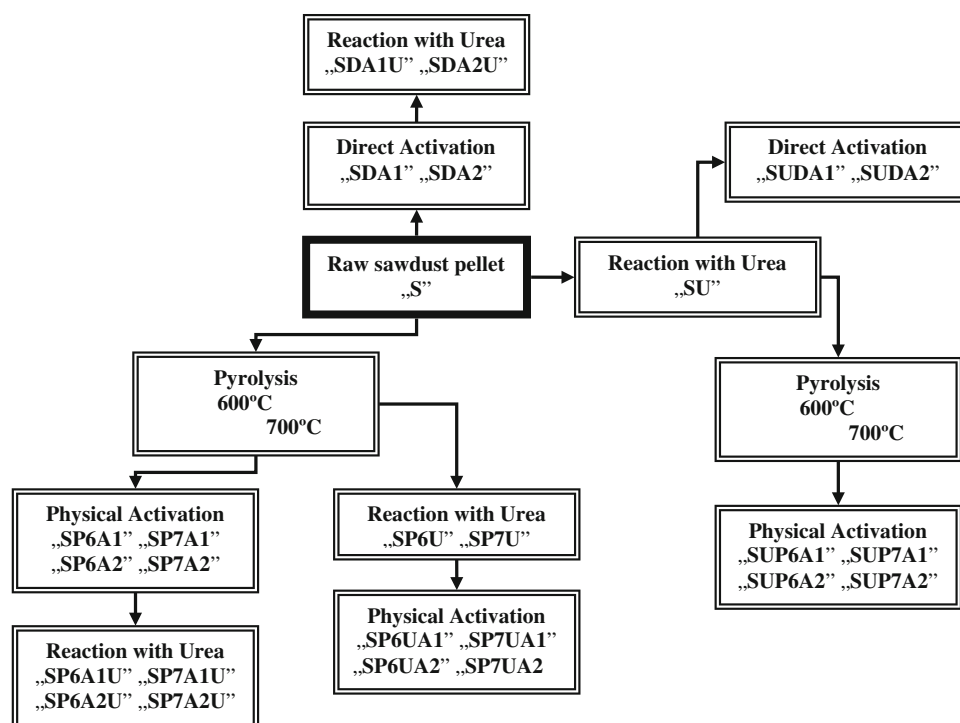 Reaction with Urea
„SDA1U” „SDA2U”
Direct Activation
„SDA1” „SDA2”
Direct Activation
„SUDA1” „SUDA2”
Raw sawdust pellet
„S”
Reaction with Urea
„SU”
Pyrolysis
600ºC
700ºC
Pyrolysis
600ºC
700ºC
Physical Activation
„SP6A1” „SP7A1”
„SP6A2” „SP7A2”
Reaction with Urea
„SP6U” „SP7U”
Physical Activation
„SUP6A1” „SUP7A1”
„SUP6A2” „SUP7A2”
Physical Activation
„SP6UA1” „SP7UA1”
„SP6UA2” „SP7UA2
Reaction with Urea
„SP6A1U” „SP7A1U”
„SP6A2U” „SP7A2U”